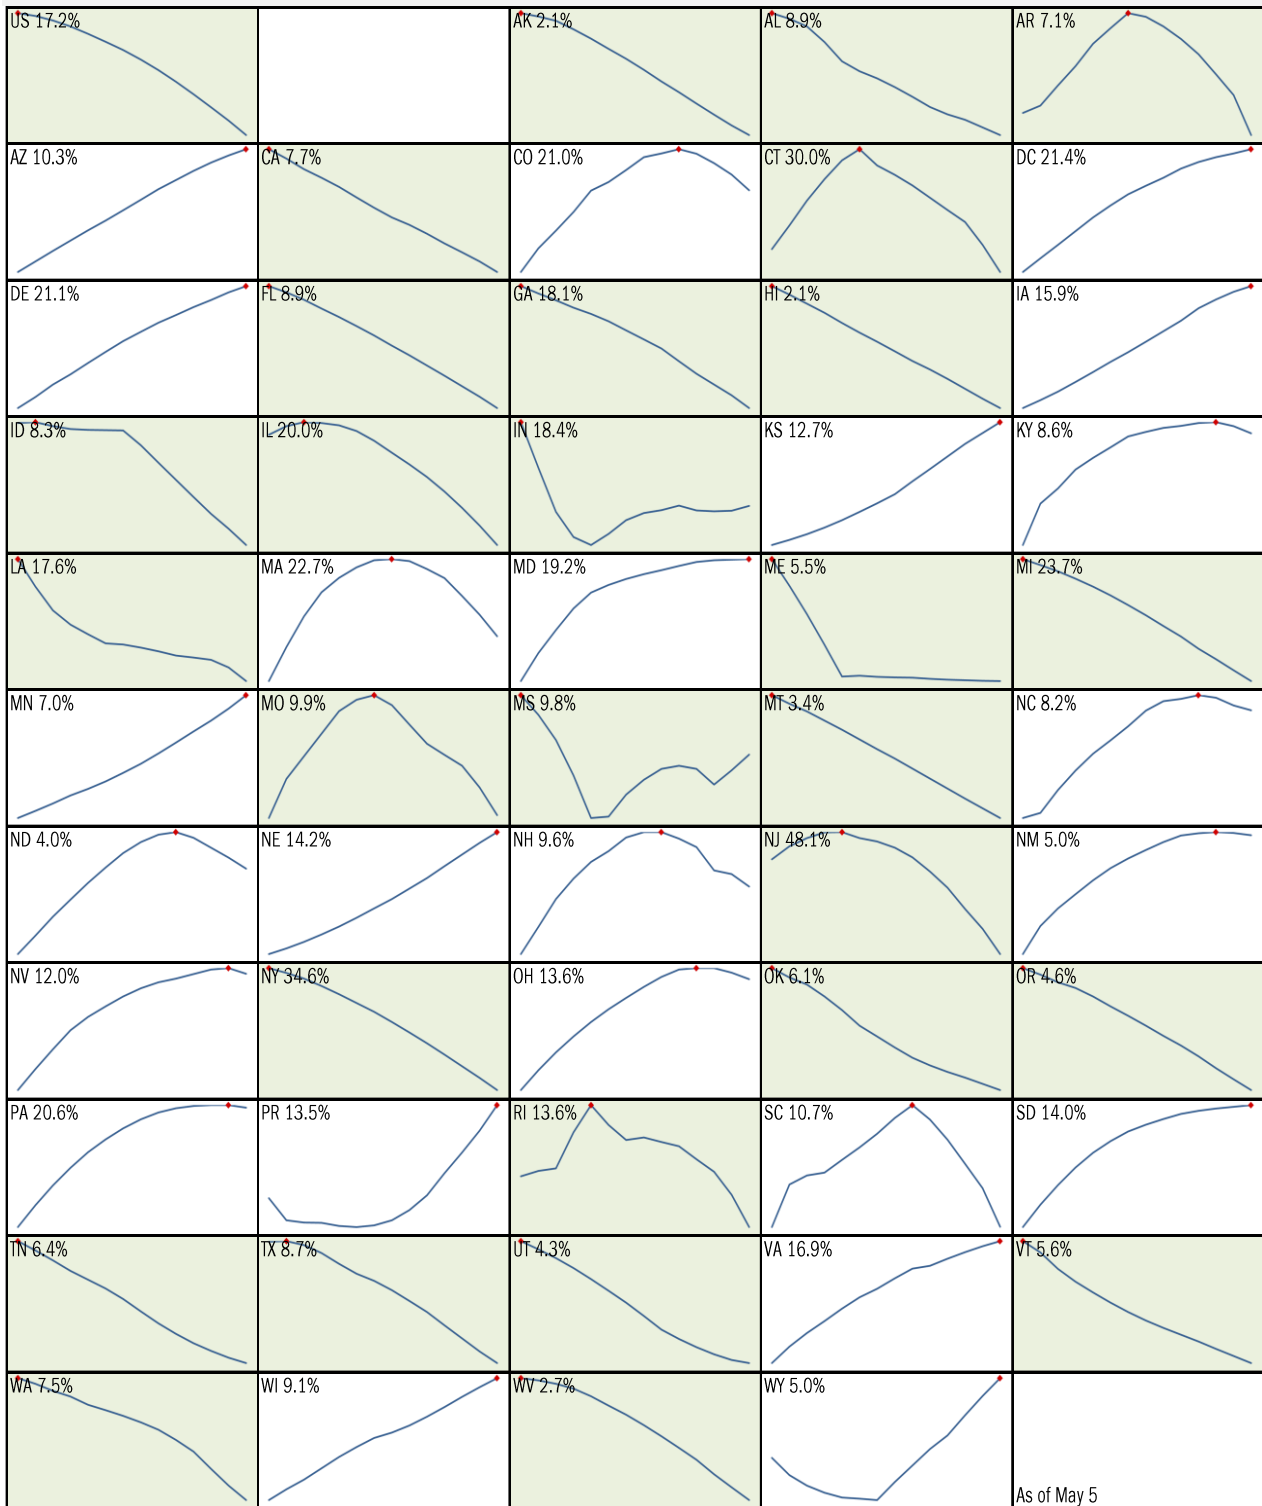 US 17.2%
AK 2.1%
AL 8.9%
AR 7.1%
AZ 10.3%
CA 7.7%
CO 21.0%
CT 30.0%
DC 21.4%
DE 21.1%
FL 8.9%
GA 18.1%
HI 2.1%
IA 15.9%
ID 8.3%
IL 20.0%
IN 18.4%
KS 12.7%
KY 8.6%
LA 17.6%
MA 22.7%
MD 19.2%
ME 5.5%
MI 23.7%
MN 7.0%
MO 9.9%
MS 9.8%
MT 3.4%
NC 8.2%
ND 4.0%
NE 14.2%
NH 9.6%
NJ 48.1%
NM 5.0%
NV 12.0%
NY 34.6%
OH 13.6%
OK 6.1%
OR 4.6%
PA 20.6%
PR 13.5%
RI 13.6%
SC 10.7%
SD 14.0%
TN 6.4%
TX 8.7%
UT 4.3%
VA 16.9%
VT 5.6%
WA 7.5%
WI 9.1%
WV 2.7%
WY 5.0%
As of May 5